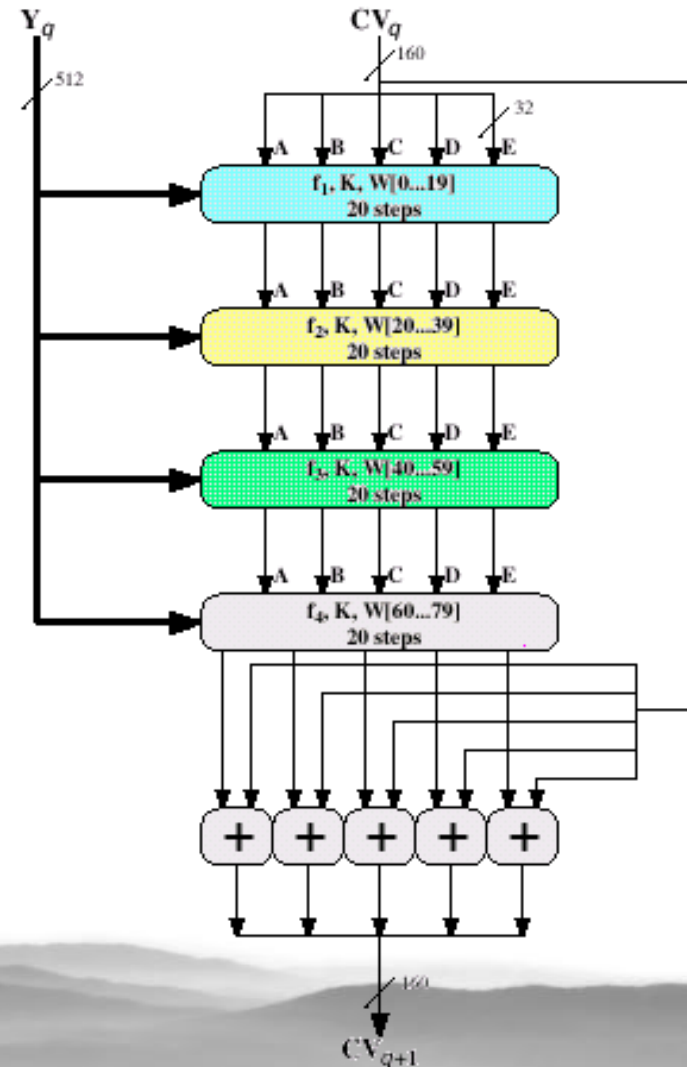 Yq CVq
512
160
32
A B C D E
f1, K, W[0...19]
20 steps
A B C D E
f2, K, W[20...39]
20 steps
A B C D E
f3, K, W[40...59]
20 steps
A B C D E
f4, K, W[60...79]
20 steps
+ + + + +
160
CVq+1